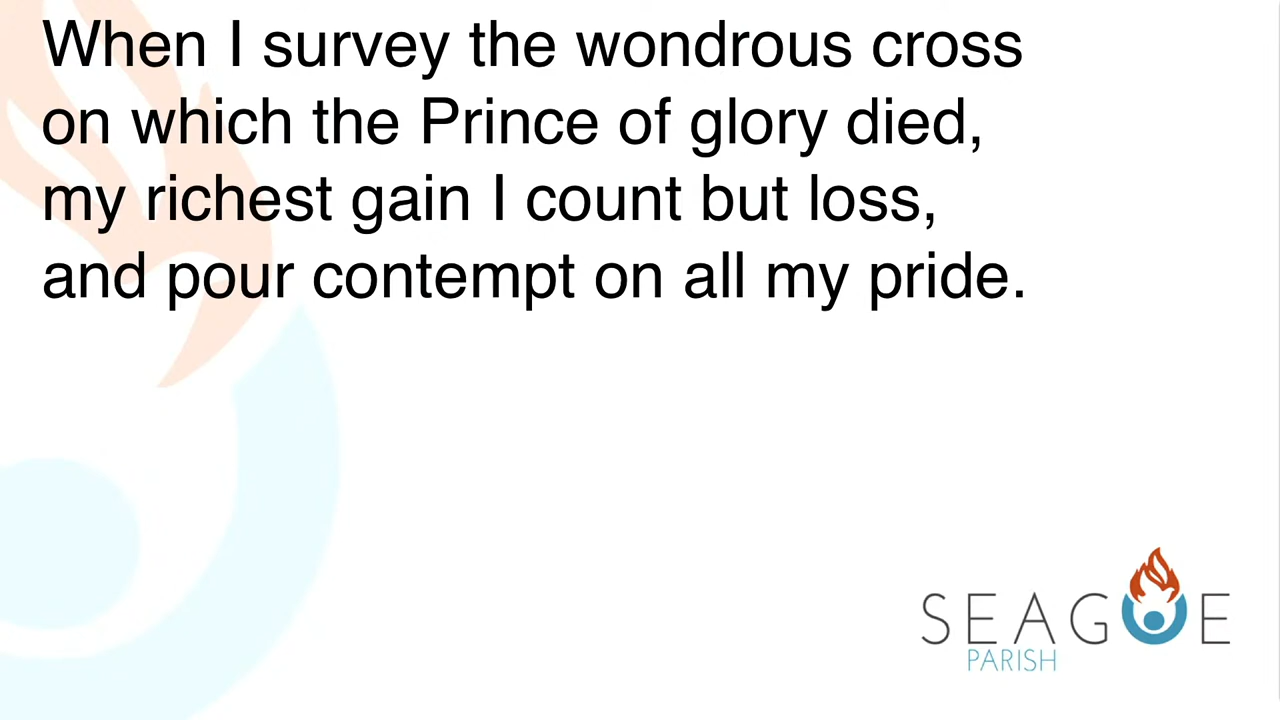 When I survey the wondrous cross
on which the Prince of glory died,
my richest gain I count but loss,
and pour contempt on all my pride.
SEAGOE
PARISH